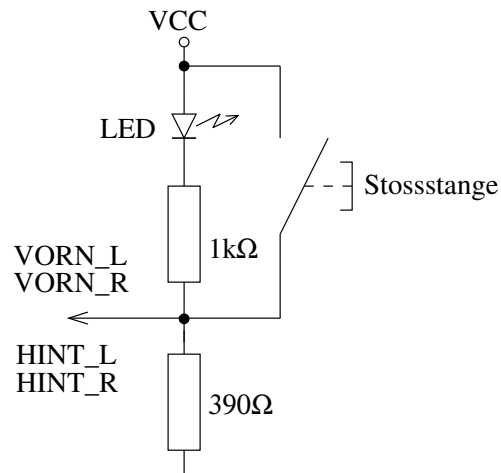 VCC
LED
Stossstange
1kΩ
VORN_L
VORN_R
HINT_L
HINT_R
390Ω